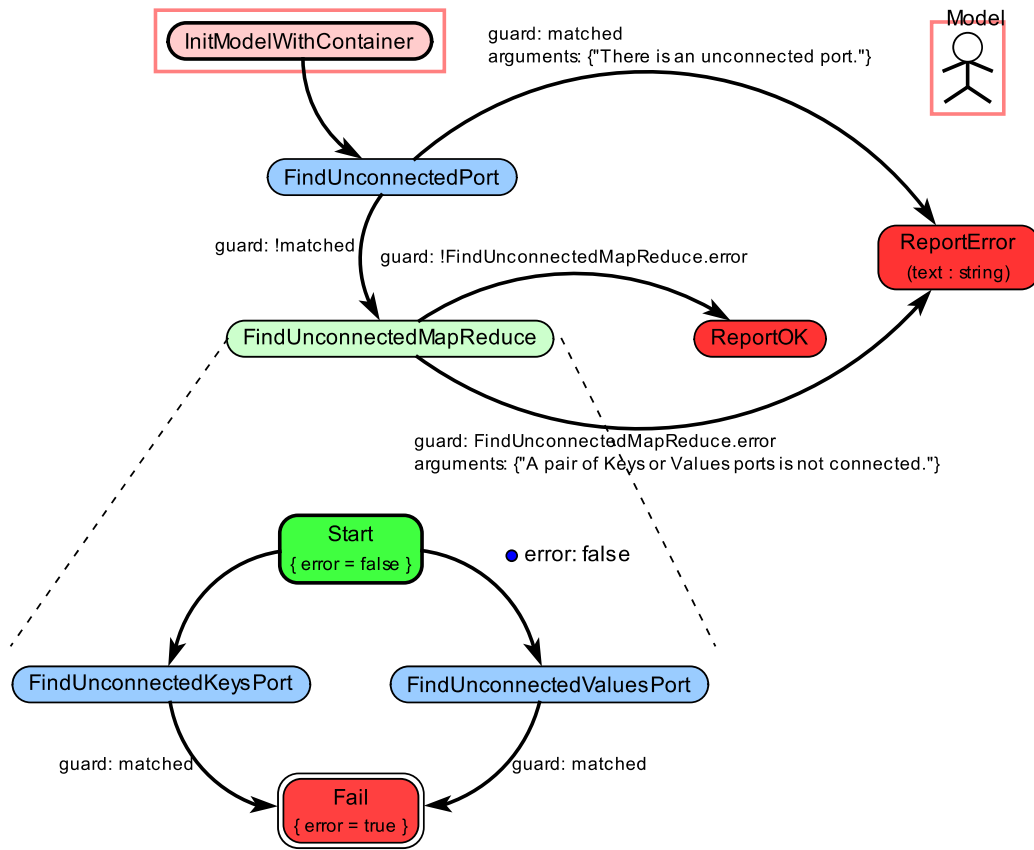 Model
InitModelWithContainer
guard: matched
arguments: {"There is an unconnected port."}
FindUnconnectedPort
guard: !matched
guard: !FindUnconnectedMapReduce.error
ReportError
(text : string)
FindUnconnectedMapReduce
ReportOK
guard: FindUnconnectedMapReduce.error
arguments: {"A pair of Keys or Values ports is not connected."}
Start
{ error = false }
error: false
FindUnconnectedKeysPort
FindUnconnectedValuesPort
guard: matched
guard: matched
Fail
{ error = true }